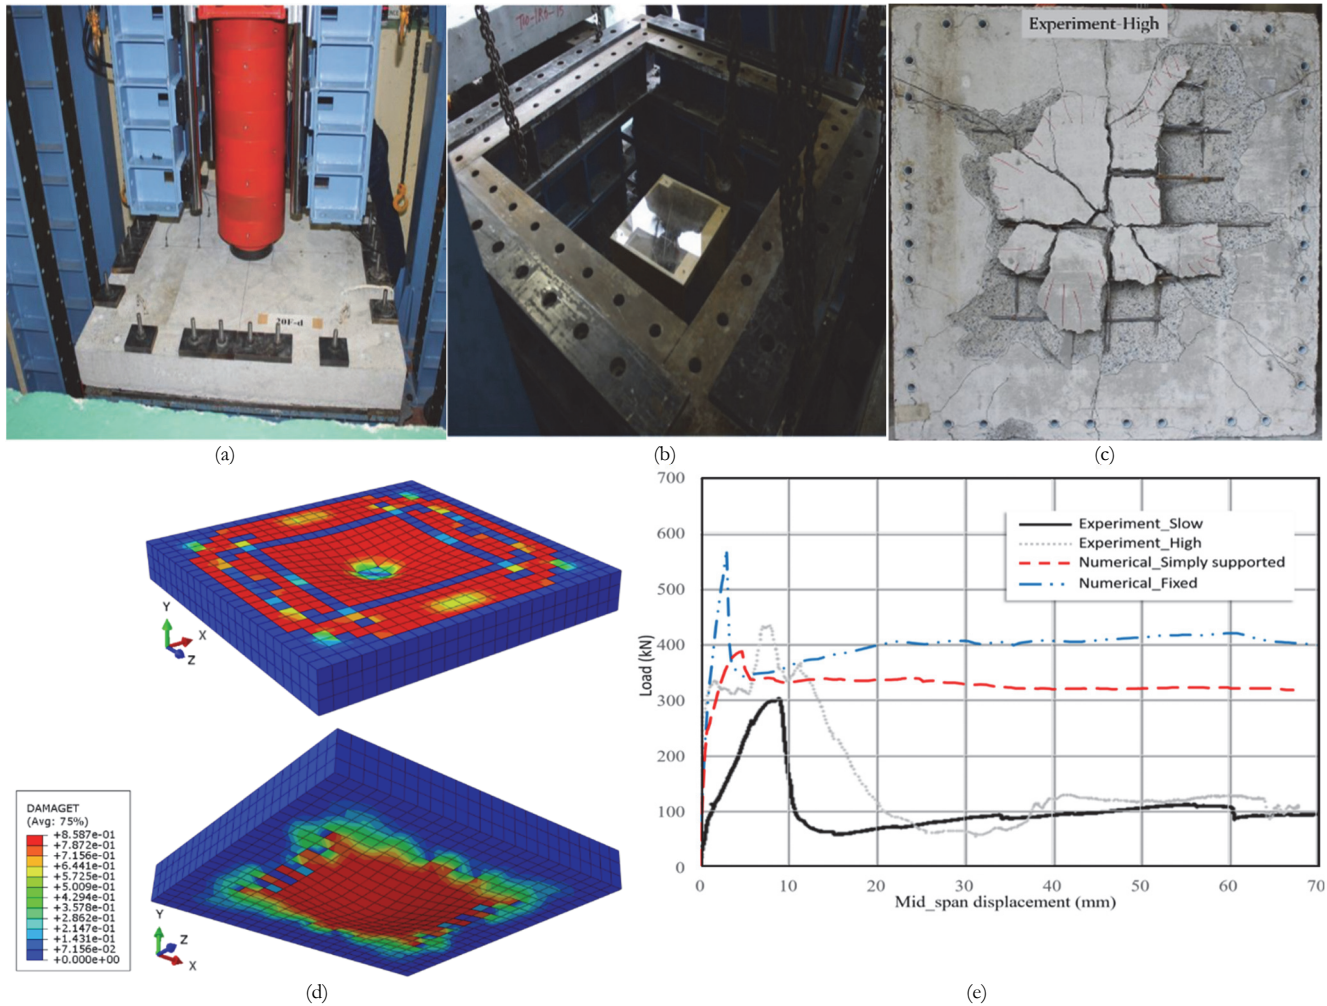 T40-1R0-15
20F-d
Experiment-High
(a)
(b)
(c)
Y
X
Z
DAMAGET
(Avg: 75%)
+8.587e-01
+7.872e-01
+7.156e-01
+6.441e-01
+5.725e-01
+5.009e-01
+4.294e-01
+3.578e-01
+2.862e-01
+2.147e-01
+1.431e-01
+7.156e-02
+0.000e+00
Y
Z
X
(d)
700
600
500
400
300
200
100
0
Load (kN)
Experiment_Slow
Experiment_High
Numerical_Simply supported
Numerical_Fixed
0
10
20
30
40
50
60
70
Mid_span displacement (mm)
(e)